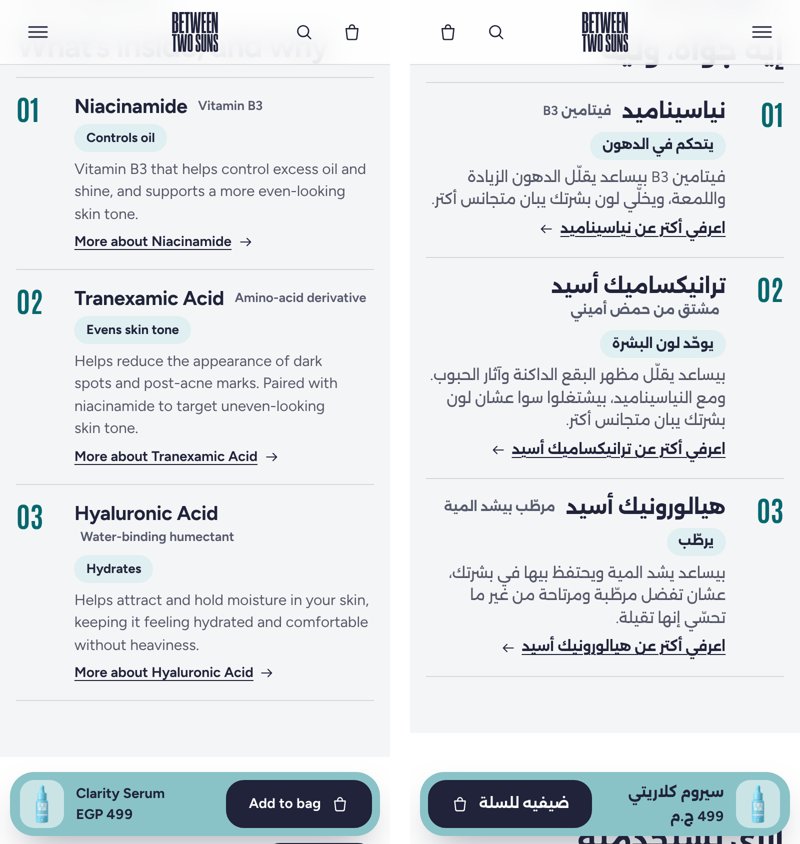 BETWEEN
TWO SUNS
What's inside, and why
01
Niacinamide Vitamin B3
Controls oil
Vitamin B3 that helps control excess oil and
shine, and supports a more even-looking
skin tone.
More about Niacinamide →
02
Tranexamic Acid Amino-acid derivative
Evens skin tone
Helps reduce the appearance of dark
spots and post-acne marks. Paired with
niacinamide to target uneven-looking
skin tone.
More about Tranexamic Acid →
03
Hyaluronic Acid
Water-binding humectant
Hydrates
Helps attract and hold moisture in your skin,
keeping it feeling hydrated and comfortable
without heaviness.
More about Hyaluronic Acid →
Clarity Serum
EGP 499
Add to bag
BETWEEN
TWO SUNS
01
نياسيناميد فيتامين B3
يتحكم في الدهون
فيتامين B3 بيساعد يقلّل الدهون الزيادة
واللمعة، ويخلّي لون بشرتك يبان متجانس أكتر.
اعرفي أكتر عن نياسيناميد ←
02
ترانيكساميك أسيد
مشتق من حمض أميني
يوحّد لون البشرة
بيساعد يقلّل مظهر البقع الداكنة وآثار الحبوب.
ومع النياسيناميد، بيشتغلوا سوا عشان لون
بشرتك يبان متجانس أكتر.
اعرفي أكتر عن ترانيكساميك أسيد ←
03
هيالورونيك أسيد مرطّب بيشد المية
يرطّب
بيساعد يشد المية ويحتفظ بيها في بشرتك،
عشان تفضل مرطّبة ومرتاحة من غير ما
تحسّي إنها تقيلة.
اعرفي أكتر عن هيالورونيك أسيد ←
سيروم كلاريتي
499 ج.م
ضيفيه للسلة